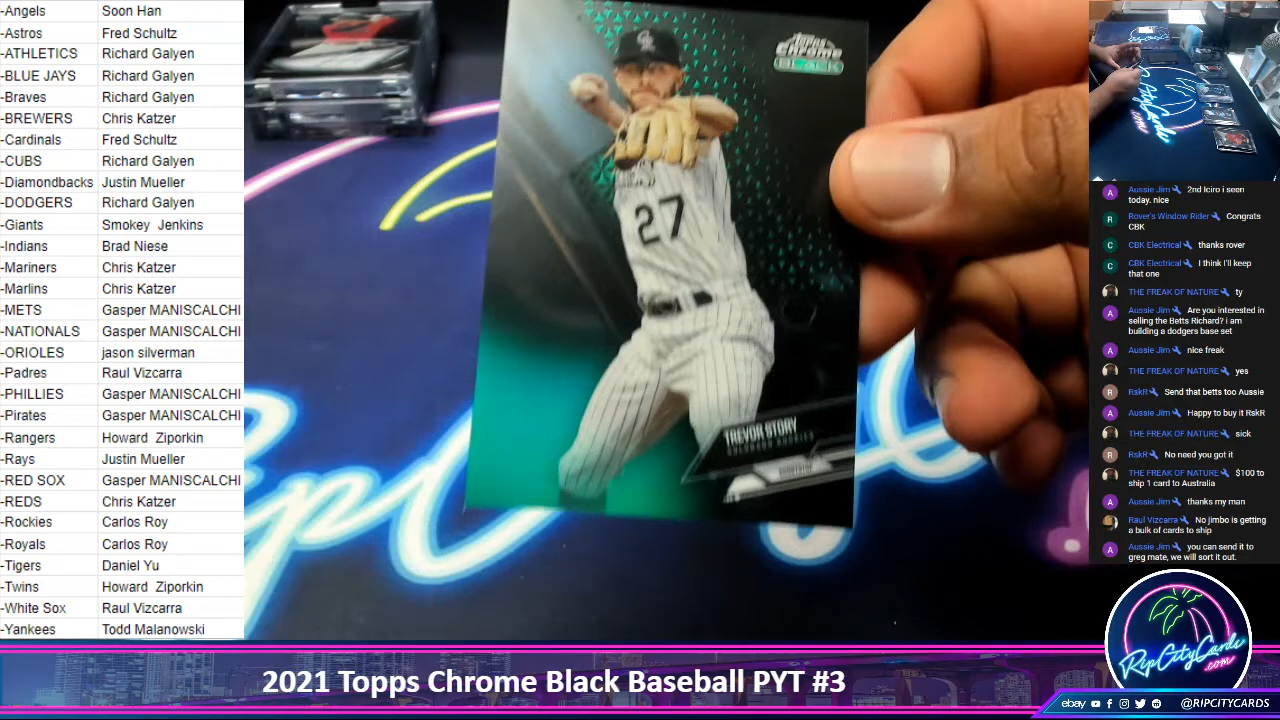 -Angels Soon Han
-Astros Fred Schultz
-ATHLETICS Richard Galyen
-BLUE JAYS Richard Galyen
-Braves Richard Galyen
-BREWERS Chris Katzer
-Cardinals Fred Schultz
-CUBS Richard Galyen
-Diamondbacks Justin Mueller
-DODGERS Richard Galyen
-Giants Smokey Jenkins
-Indians Brad Niese
-Mariners Chris Katzer
-Marlins Chris Katzer
-METS Gasper MANISCALCHI
-NATIONALS Gasper MANISCALCHI
-ORIOLES jason silverman
-Padres Raul Vizcarra
-PHILLIES Gasper MANISCALCHI
-Pirates Gasper MANISCALCHI
-Rangers Howard Ziporkin
-Rays Justin Mueller
-RED SOX Gasper MANISCALCHI
-REDS Chris Katzer
-Rockies Carlos Roy
-Royals Carlos Roy
-Tigers Daniel Yu
-Twins Howard Ziporkin
-White Sox Raul Vizcarra
-Yankees Todd Malanowski
CR
Topps
CHROME
BLACK
27
TREVOR STORY
COLORADO ROCKIES
SHORTSTOP
Aussie Jim 2nd Iciro i seen
today. nice
Rover's Window Rider Congrats
CBK
CBK Electrical thanks rover
CBK Electrical I think I'll keep
that one
THE FREAK OF NATURE ty
Aussie Jim Are you interested in
selling the Betts Richard? i am
building a dodgers base set
Aussie Jim nice freak
THE FREAK OF NATURE yes
RskR Send that betts too Aussie
Aussie Jim Happy to buy it RskR
THE FREAK OF NATURE sick
RskR No need you got it
THE FREAK OF NATURE $100 to
ship 1 card to Australia
Aussie Jim thanks my man
Raul Vizcarra No jimbo is getting
a bulk of cards to ship
Aussie Jim you can send it to
greg mate, we will sort it out.
RipCityCards
.com
2021 Topps Chrome Black Baseball PYT #3
ebay @RIPCITYCARDS